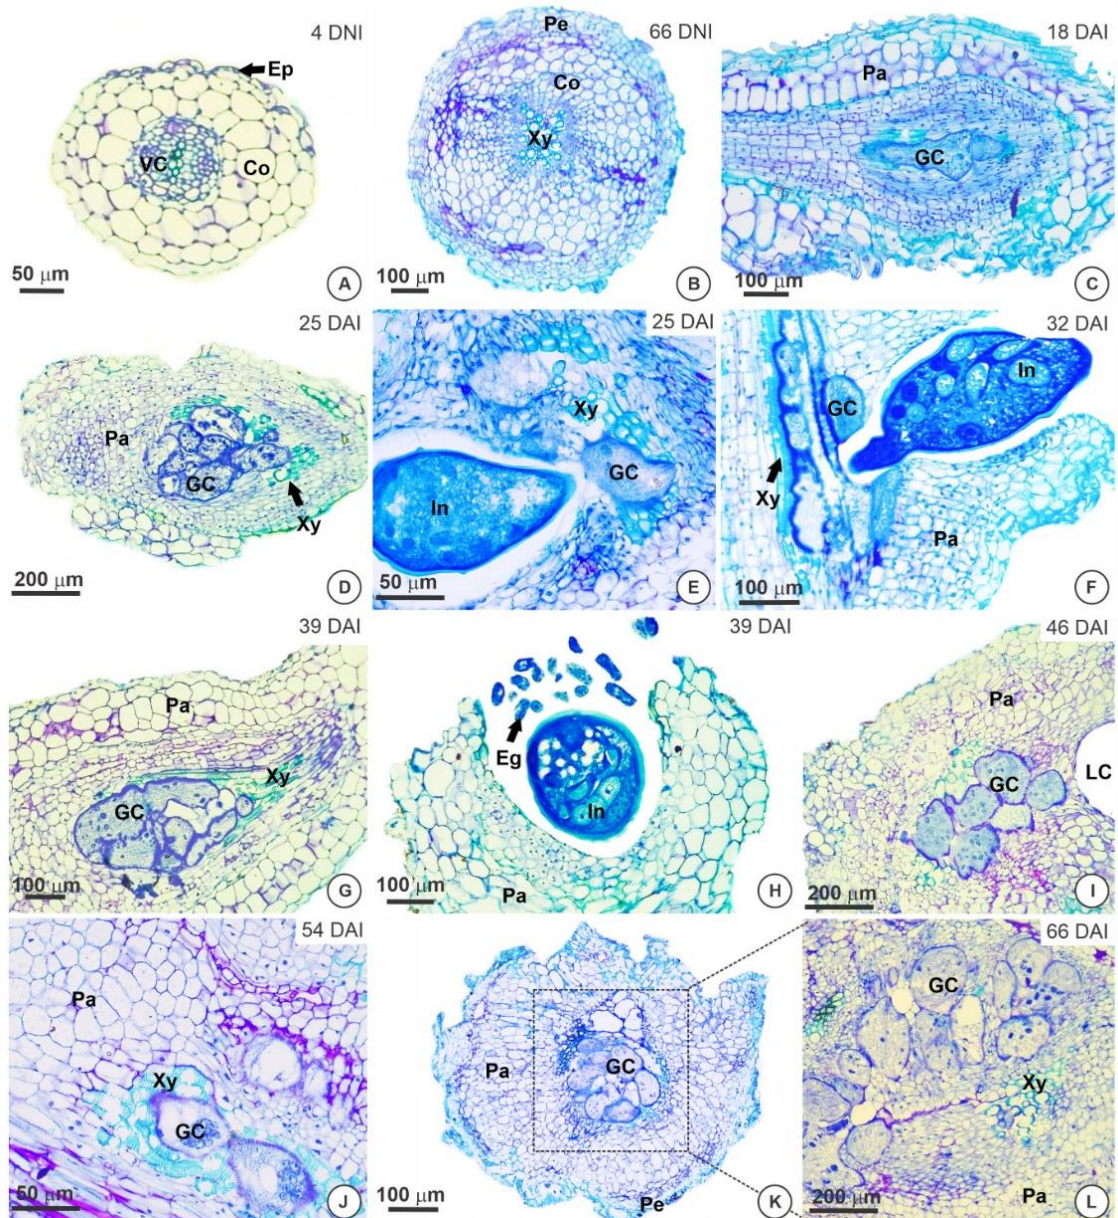 4 DNI
Ep
VC
Co
50 μm
A
66 DNI
Pe
Co
Xy
100 μm
B
18 DAI
Pa
GC
100 μm
C
25 DAI
Pa
GC
Xy
200 μm
D
25 DAI
Xy
GC
In
50 μm
E
32 DAI
In
GC
Xy
Pa
100 μm
F
39 DAI
Pa
Xy
GC
100 μm
G
39 DAI
Eg
In
Pa
100 μm
H
46 DAI
Pa
GC
LC
200 μm
I
54 DAI
Pa
Xy
GC
50 μm
J
Pa
GC
Pe
100 μm
K
66 DAI
GC
Xy
Pa
200 μm
L